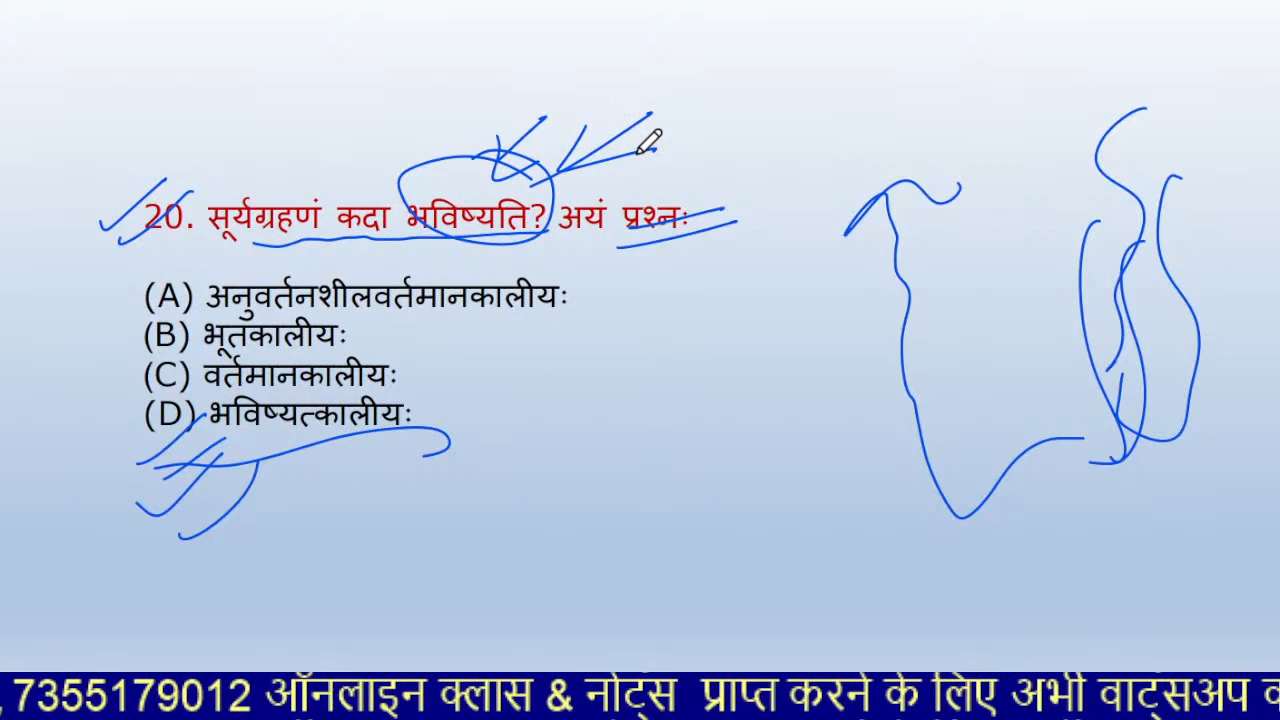 20. सूर्यग्रहणं कदा भविष्यति? अयं प्रश्नः
(A) अनुवर्तनशीलवर्तमानकालीयः
(B) भूतकालीयः
(C) वर्तमानकालीयः
(D) भविष्यत्कालीयः
,7355179012 ऑनलाइन क्लास & नोट्स प्राप्त करने के लिए अभी वाट्सअप